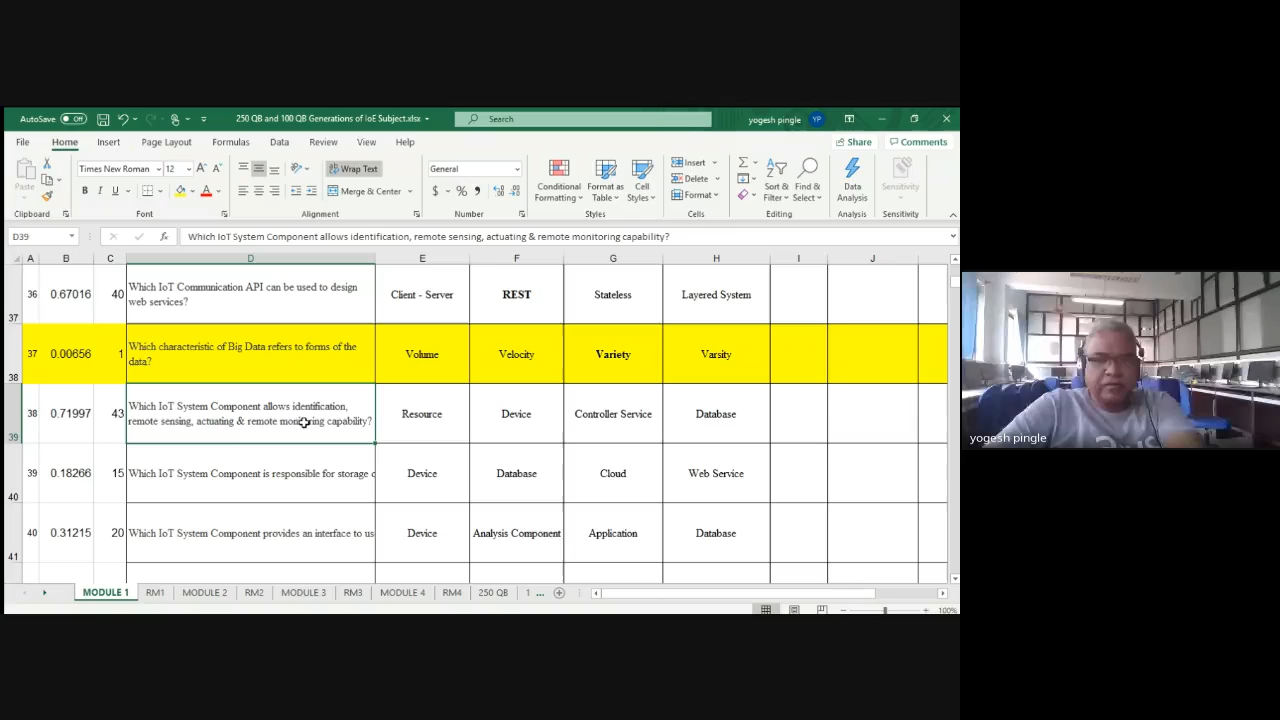 AutoSave Off 250 QB and 100 QB Generations of IoE Subject.xlsx Search yogesh pingle YP
File Home Insert Page Layout Formulas Data Review View Help Share Comments
Paste Times New Roman 12 Wrap Text General Conditional Formatting Format as Table Cell Styles Insert Sort & Filter Find & Select Data Analysis Sensitivity
B I U Merge & Center $ % Delete
Format
Clipboard Font Alignment Number Styles Cells Editing Analysis Sensitivity
D39 fx Which IoT System Component allows identification, remote sensing, actuating & remote monitoring capability?
A B C D E F G H I J
36 0.67016 40 Which IoT Communication API can be used to design Client - Server REST Stateless Layered System
web services?
37
37 0.00656 1 Which characteristic of Big Data refers to forms of the Volume Velocity Variety Varsity
data?
38
38 0.71997 43 Which IoT System Component allows identification, Resource Device Controller Service Database
remote sensing, actuating & remote monitoring capability?
39
39 0.18266 15 Which IoT System Component is responsible for storage Device Database Cloud Web Service
40
40 0.31215 20 Which IoT System Component provides an interface to Device Analysis Component Application Database
41
MODULE 1 RM1 MODULE 2 RM2 MODULE 3 RM3 MODULE 4 RM4 250 QB 1 ...
100%
yogesh pingle